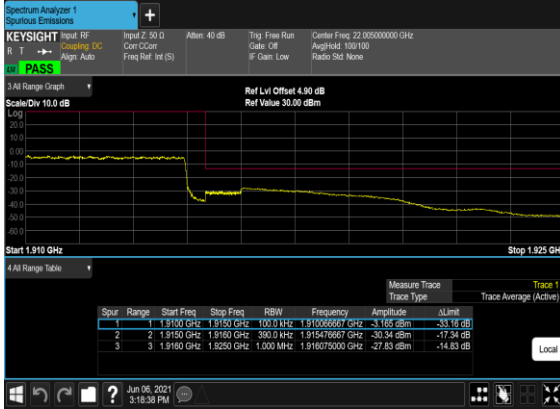 Spectrum Analyzer 1
Spurious Emissions
+
KEYSIGHT Input: RF Input Z: 50 Ω Atten: 40 dB Trig: Free Run Center Freq: 22.005000000 GHz
R T Coupling: DC Corr CCorr Gate: Off Avg|Hold: 100/100
Align: Auto Freq Ref: Int (S) IF Gain: Low Radio Std: None
PASS
3 All Range Graph
Ref Lvl Offset 4.90 dB
Scale/Div 10.0 dB Ref Value 30.00 dBm
Log
20.0
10.0
0.00
-10.0
-20.0
-30.0
-40.0
-50.0
-60.0
Start 1.910 GHz Stop 1.925 GH
4 All Range Table
Measure Trace Trace 1
Trace Type Trace Average (Active)
Spur Range Start Freq Stop Freq RBW Frequency Amplitude ΔLimit
1 1 1.9100 GHz 1.9150 GHz 100.0 kHz 1.910066667 GHz -3.165 dBm -33.16 dB
2 2 1.9150 GHz 1.9160 GHz 390.0 kHz 1.915476667 GHz -30.34 dBm -17.34 dB
3 3 1.9160 GHz 1.9250 GHz 1.000 MHz 1.916075000 GHz -27.83 dBm -14.83 dB
Local
? Jun 06, 2021
3:18:38 PM